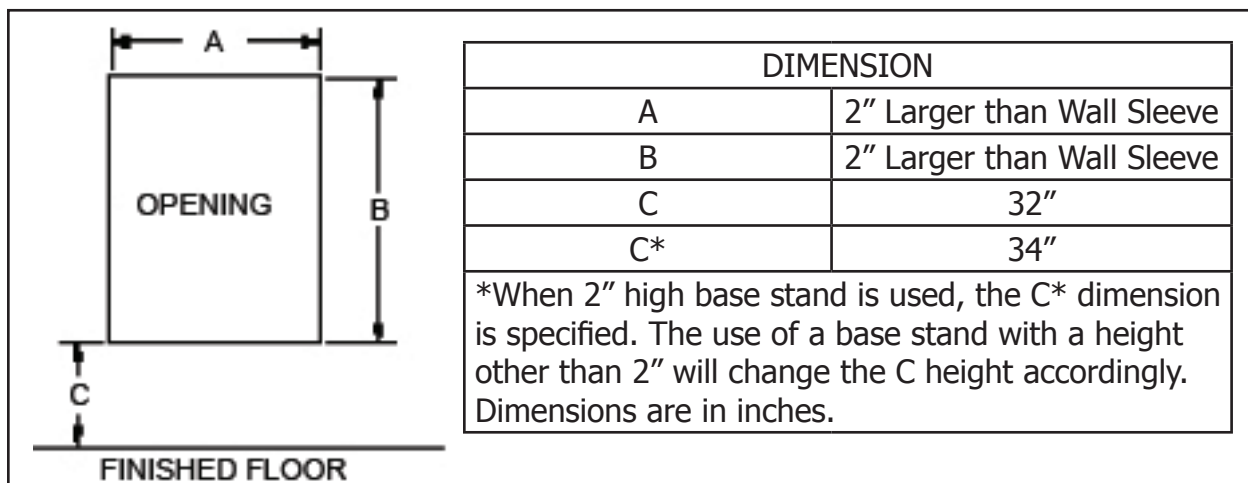 A
OPENING
B
C
FINISHED FLOOR
DIMENSION
A 2” Larger than Wall Sleeve
B 2” Larger than Wall Sleeve
C 32”
C* 34”
*When 2” high base stand is used, the C* dimension
is specified. The use of a base stand with a height
other than 2” will change the C height accordingly.
Dimensions are in inches.